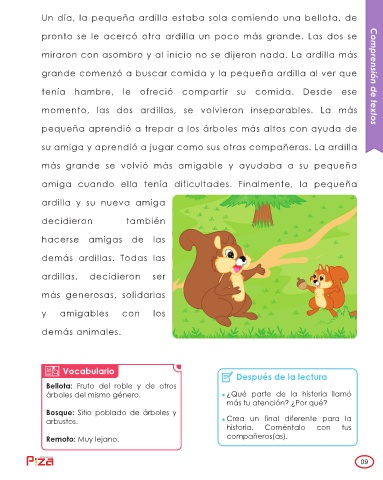 Un día, la pequeña ardilla estaba sola comiendo una bellota, de
pronto se le acercó otra ardilla un poco más grande. Las dos se
miraron con asombro y al inicio no se dijeron nada. La ardilla más
grande comenzó a buscar comida y la pequeña ardilla al ver que
tenía hambre, le ofreció compartir su comida. Desde ese
momento, las dos ardillas, se volvieron inseparables. La más
pequeña aprendió a trepar a los árboles más altos con ayuda de
su amiga y aprendió a jugar como sus otras compañeras. La ardilla
más grande se volvió más amigable y ayudaba a su pequeña
amiga cuando ella tenía dificultades. Finalmente, la pequeña
ardilla y su nueva amiga
decidieron también
hacerse amigas de las
demás ardillas. Todas las
ardillas, decidieron ser
más generosas, solidarias
y amigables con los
demás animales.
Comprensión de textos
Vocabulario
Bellota: Fruto del roble y de otros
árboles del mismo género.
Bosque: Sitio poblado de árboles y
arbustos.
Remoto: Muy lejano.
Después de la lectura
¿Qué parte de la historia llamó
más tu atención? ¿Por qué?
Crea un final diferente para la
historia. Coméntalo con tus
compañeros(as).
09